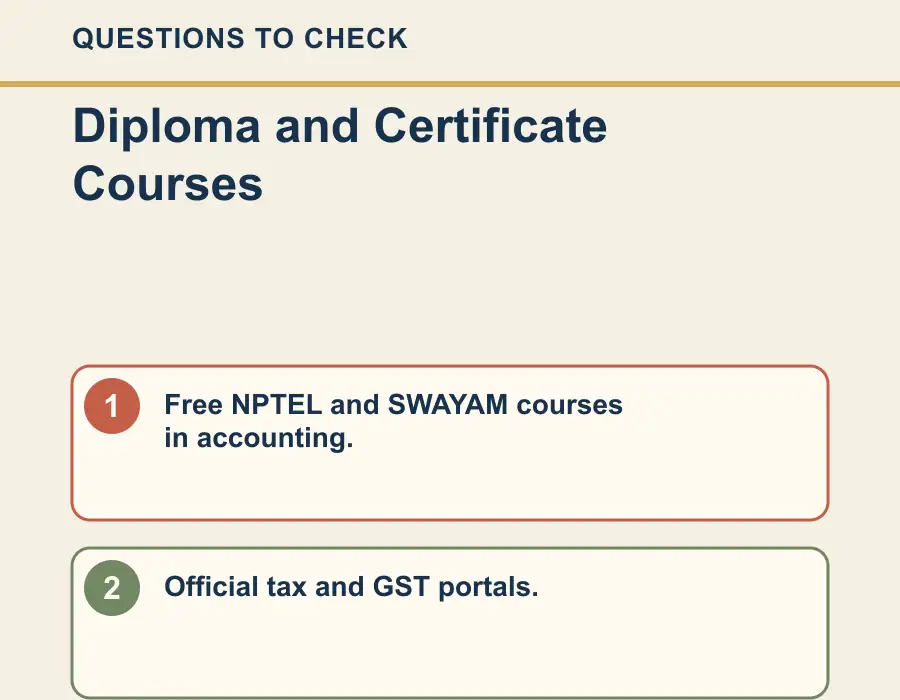 QUESTIONS TO CHECK
Diploma and Certificate
Courses
1
Free NPTEL and SWAYAM courses
in accounting.
2
Official tax and GST portals.